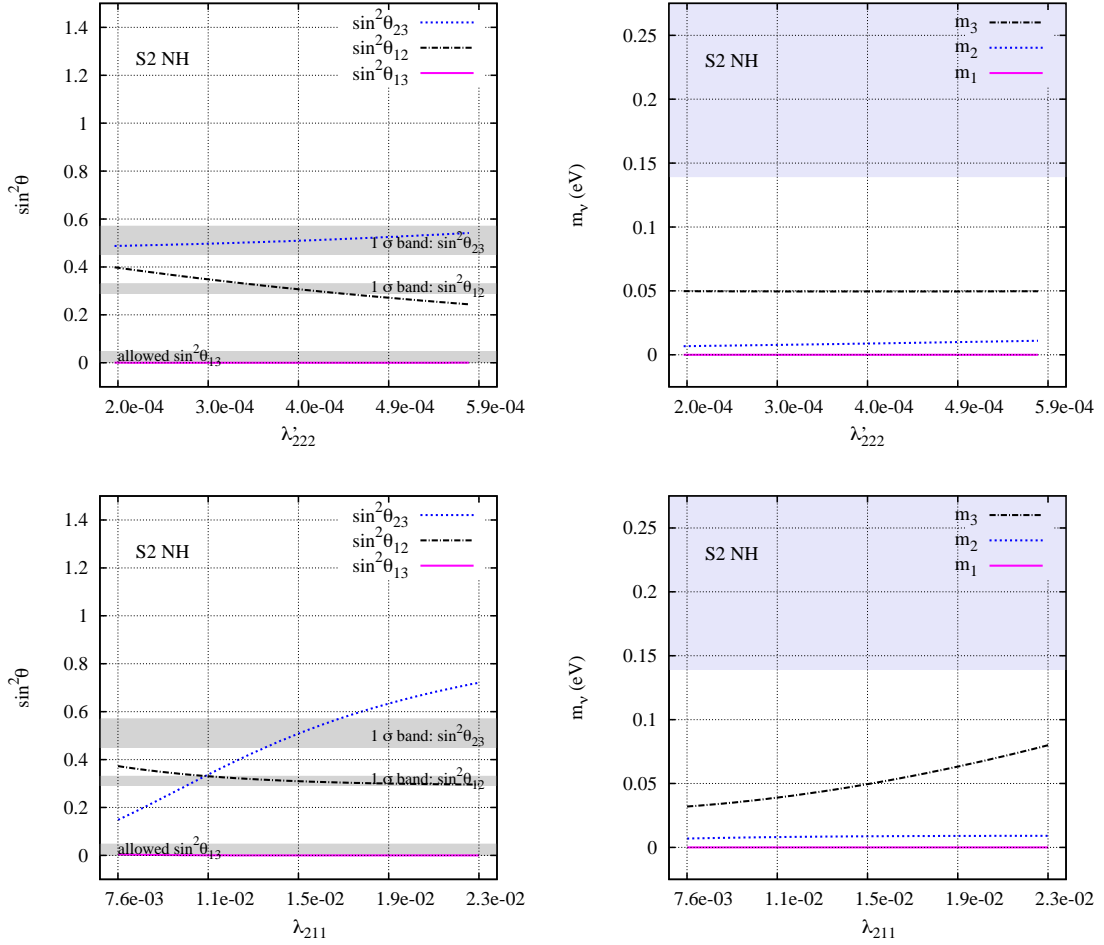 sin²θ₂₃
sin²θ₁₂
sin²θ₁₃
S2 NH
1.4
1.2
1
0.8
0.6
0.4
0.2
0
sin²θ
1 σ band: sin²θ₂₃
1 σ band: sin²θ₁₂
allowed sin²θ₁₃
2.0e-04 3.0e-04 4.0e-04 4.9e-04 5.9e-04
λ'₂₂₂
m₃
m₂
m₁
S2 NH
0.25
0.2
0.15
0.1
0.05
0
m_ν (eV)
2.0e-04 3.0e-04 4.0e-04 4.9e-04 5.9e-04
λ'₂₂₂
sin²θ₂₃
sin²θ₁₂
sin²θ₁₃
S2 NH
1.4
1.2
1
0.8
0.6
0.4
0.2
0
sin²θ
1 σ band: sin²θ₂₃
1 σ band: sin²θ₁₂
allowed sin²θ₁₃
7.6e-03 1.1e-02 1.5e-02 1.9e-02 2.3e-02
λ₂₁₁
m₃
m₂
m₁
S2 NH
0.25
0.2
0.15
0.1
0.05
0
m_ν (eV)
7.6e-03 1.1e-02 1.5e-02 1.9e-02 2.3e-02
λ₂₁₁